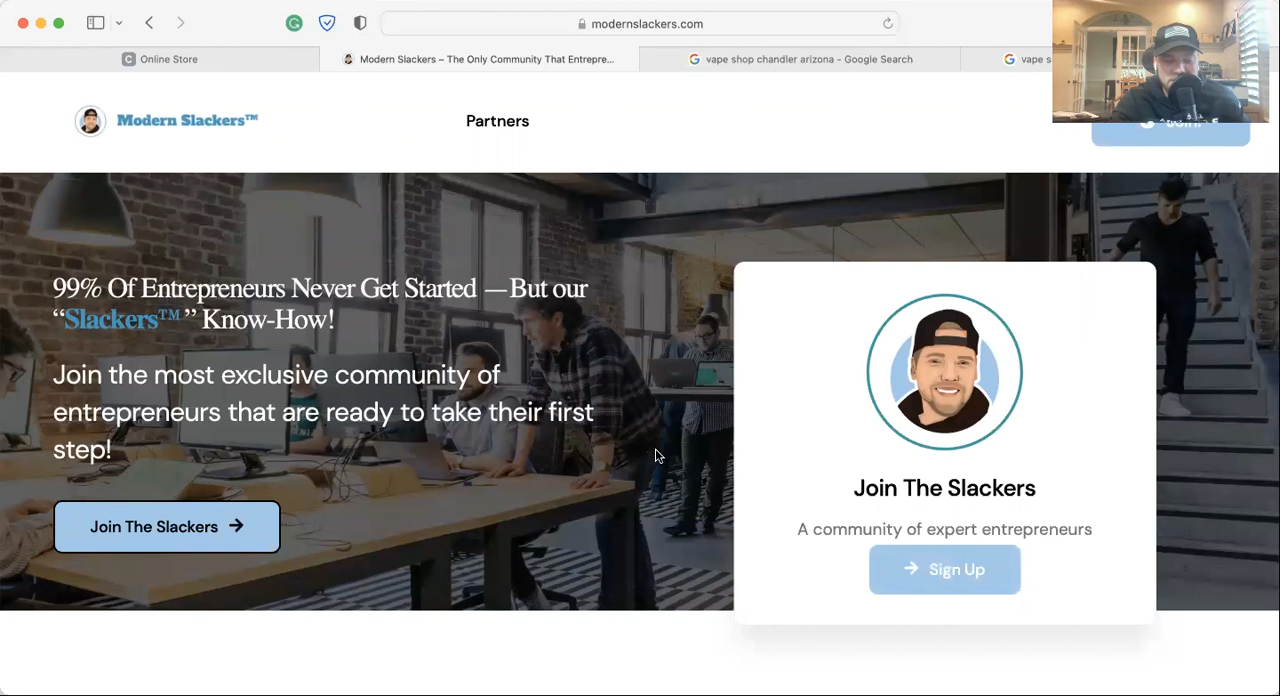 modernslackers.com
Online Store
Modern Slackers – The Only Community That Entrepre...
vape shop chandler arizona - Google Search
vape s
Modern Slackers™
Partners
99% Of Entrepreneurs Never Get Started — But our
“Slackers™ ” Know-How!
Join the most exclusive community of
entrepreneurs that are ready to take their first
step!
Join The Slackers
Join The Slackers
A community of expert entrepreneurs
Sign Up